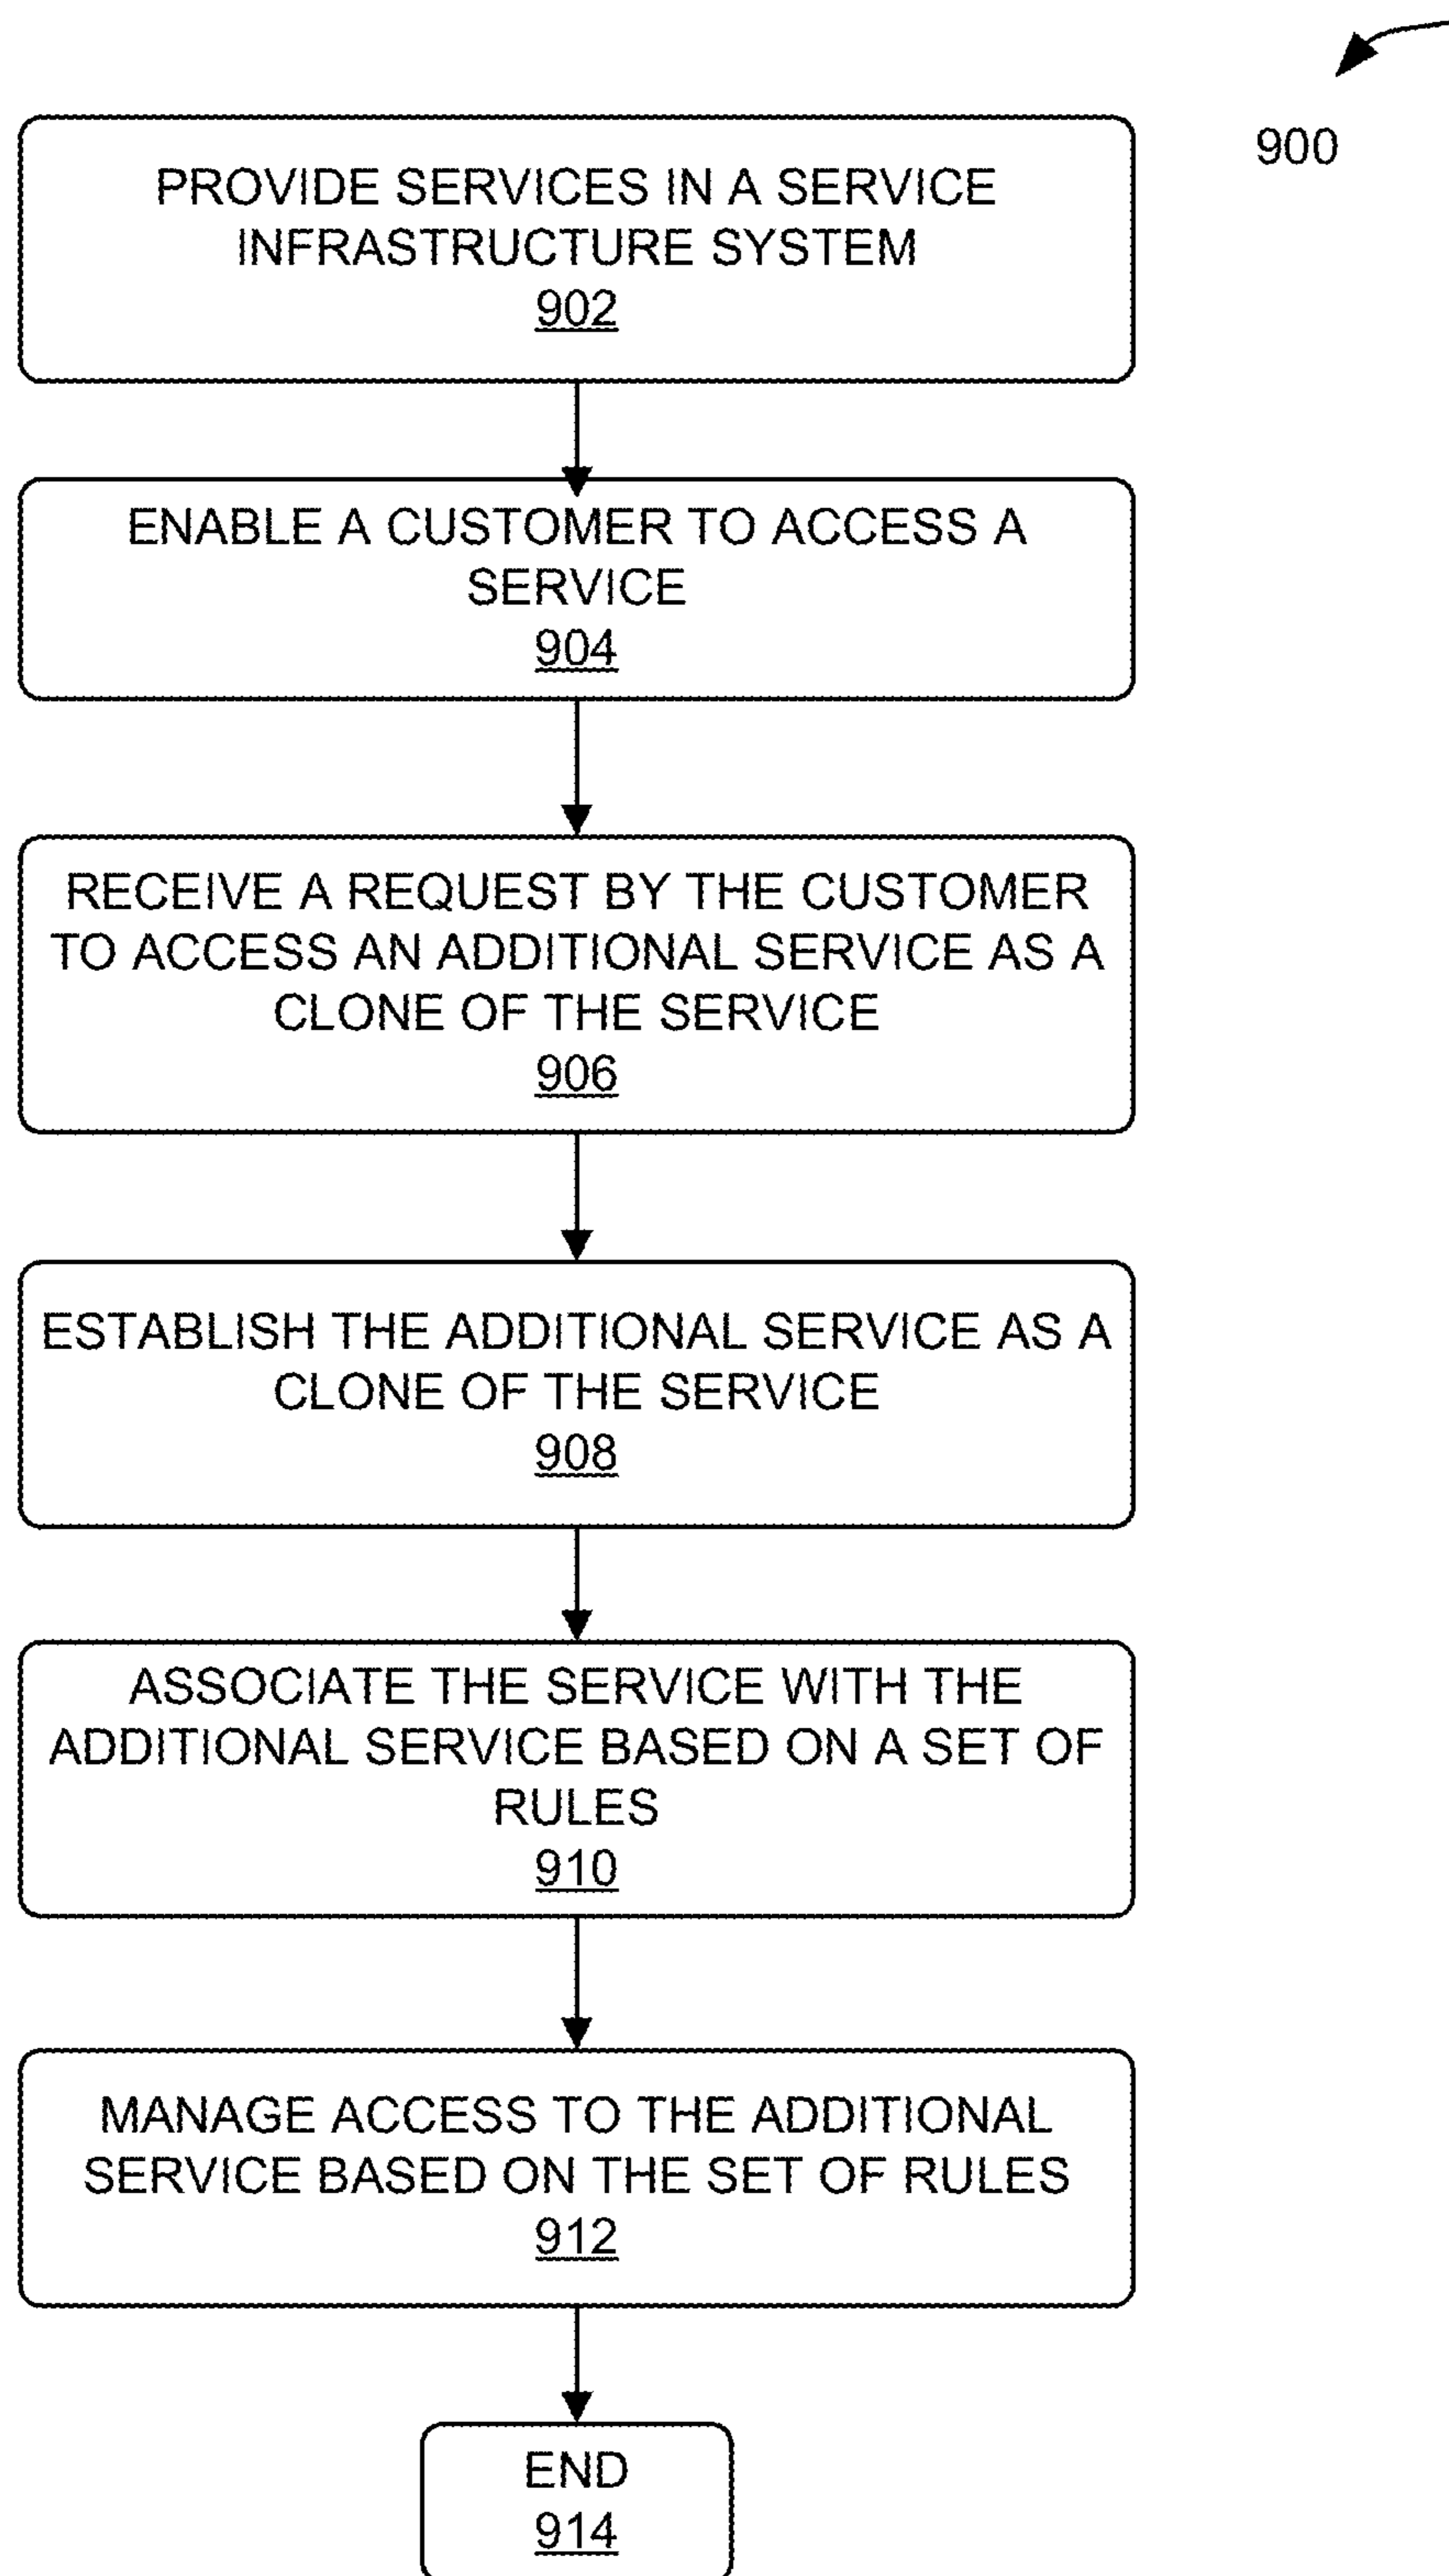 900
PROVIDE SERVICES IN A SERVICE
INFRASTRUCTURE SYSTEM
902
ENABLE A CUSTOMER TO ACCESS A
SERVICE
904
RECEIVE A REQUEST BY THE CUSTOMER
TO ACCESS AN ADDITIONAL SERVICE AS A
CLONE OF THE SERVICE
906
ESTABLISH THE ADDITIONAL SERVICE AS A
CLONE OF THE SERVICE
908
ASSOCIATE THE SERVICE WITH THE
ADDITIONAL SERVICE BASED ON A SET OF
RULES
910
MANAGE ACCESS TO THE ADDITIONAL
SERVICE BASED ON THE SET OF RULES
912
END
914